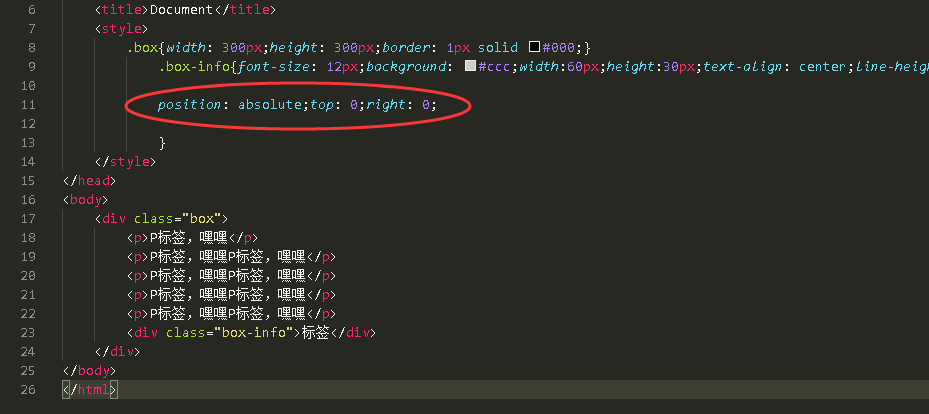 6 <title>Document</title>
7 <style>
8 .box{width: 300px;height: 300px;border: 1px solid #000;}
9 .box-info{font-size: 12px;background: #ccc;width:60px;height:30px;text-align: center;line-heig
10
11 position: absolute;top: 0;right: 0;
12
13 }
14 </style>
15 </head>
16 <body>
17 <div class="box">
18 <p>P标签，嘿嘿</p>
19 <p>P标签，嘿嘿P标签，嘿嘿</p>
20 <p>P标签，嘿嘿P标签，嘿嘿</p>
21 <p>P标签，嘿嘿P标签，嘿嘿</p>
22 <p>P标签，嘿嘿P标签，嘿嘿</p>
23 <div class="box-info">标签</div>
24 </div>
25 </body>
26 </html>